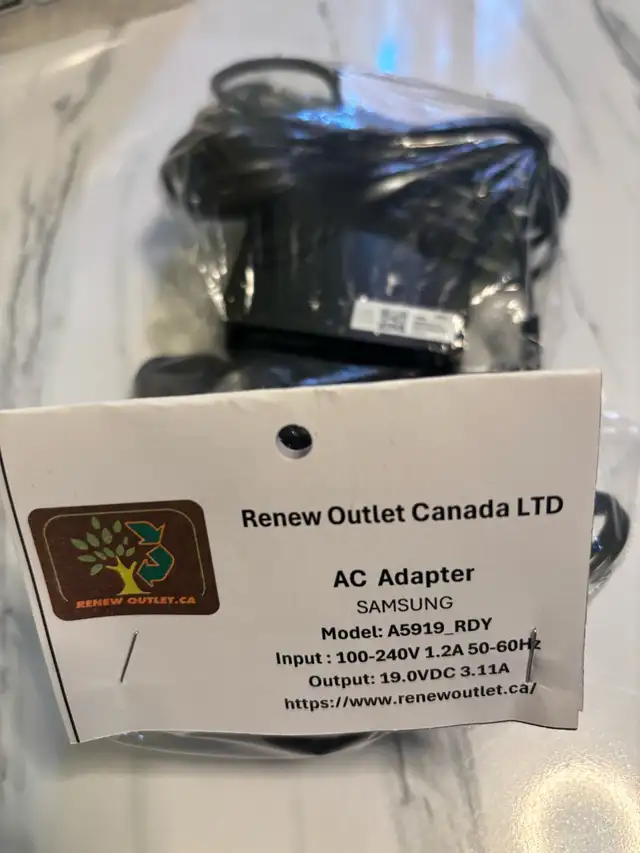 Renew Outlet Canada LTD
RENEW OUTLET.CA
AC Adapter
SAMSUNG
Model: A5919_RDY
Input : 100-240V 1.2A 50-60Hz
Output: 19.0VDC 3.11A
https://www.renewoutlet.ca/